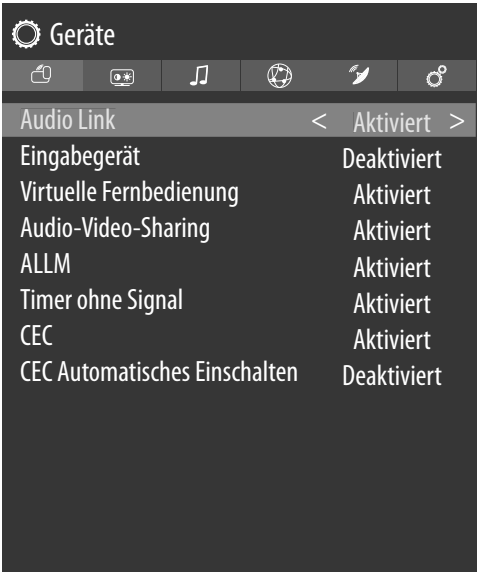 Geräte
Audio Link < Aktiviert >
Eingabegerät Deaktiviert
Virtuelle Fernbedienung Aktiviert
Audio-Video-Sharing Aktiviert
ALLM Aktiviert
Timer ohne Signal Aktiviert
CEC Aktiviert
CEC Automatisches Einschalten Deaktiviert